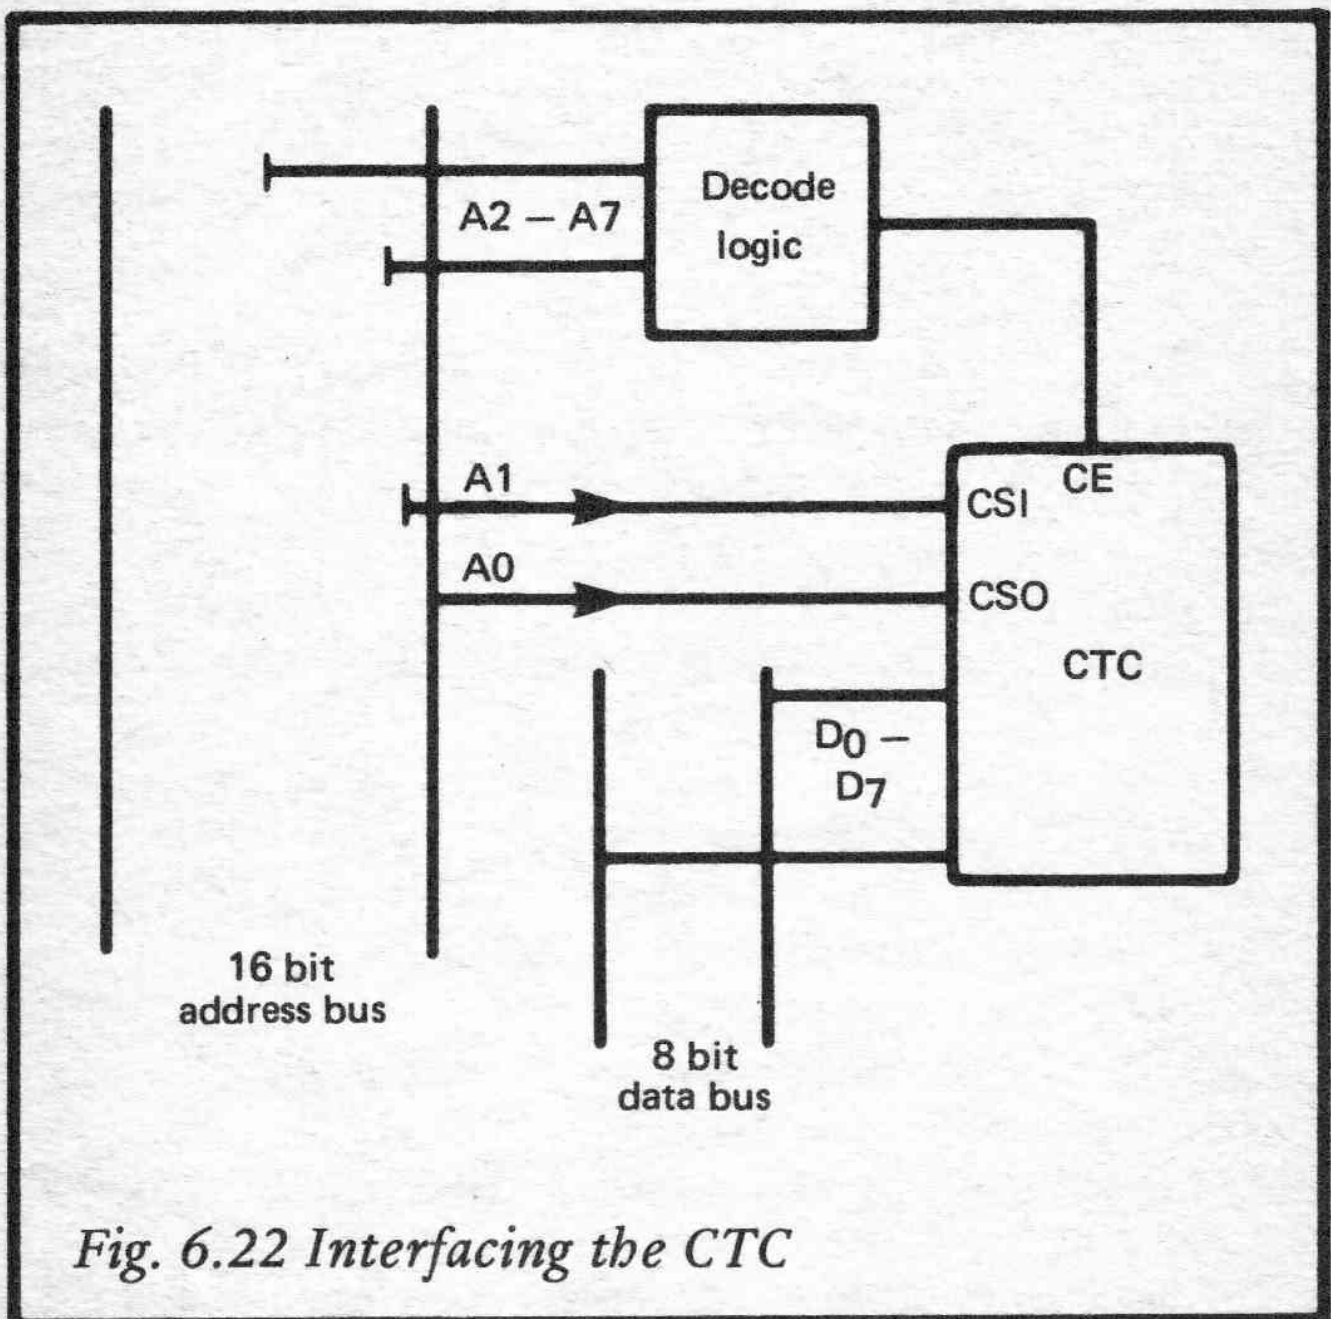 Decode
logic
A2 – A7
A1
CSI
CE
A0
CSO
CTC
D0 –
D7
16 bit
address bus
8 bit
data bus
Fig. 6.22 Interfacing the CTC